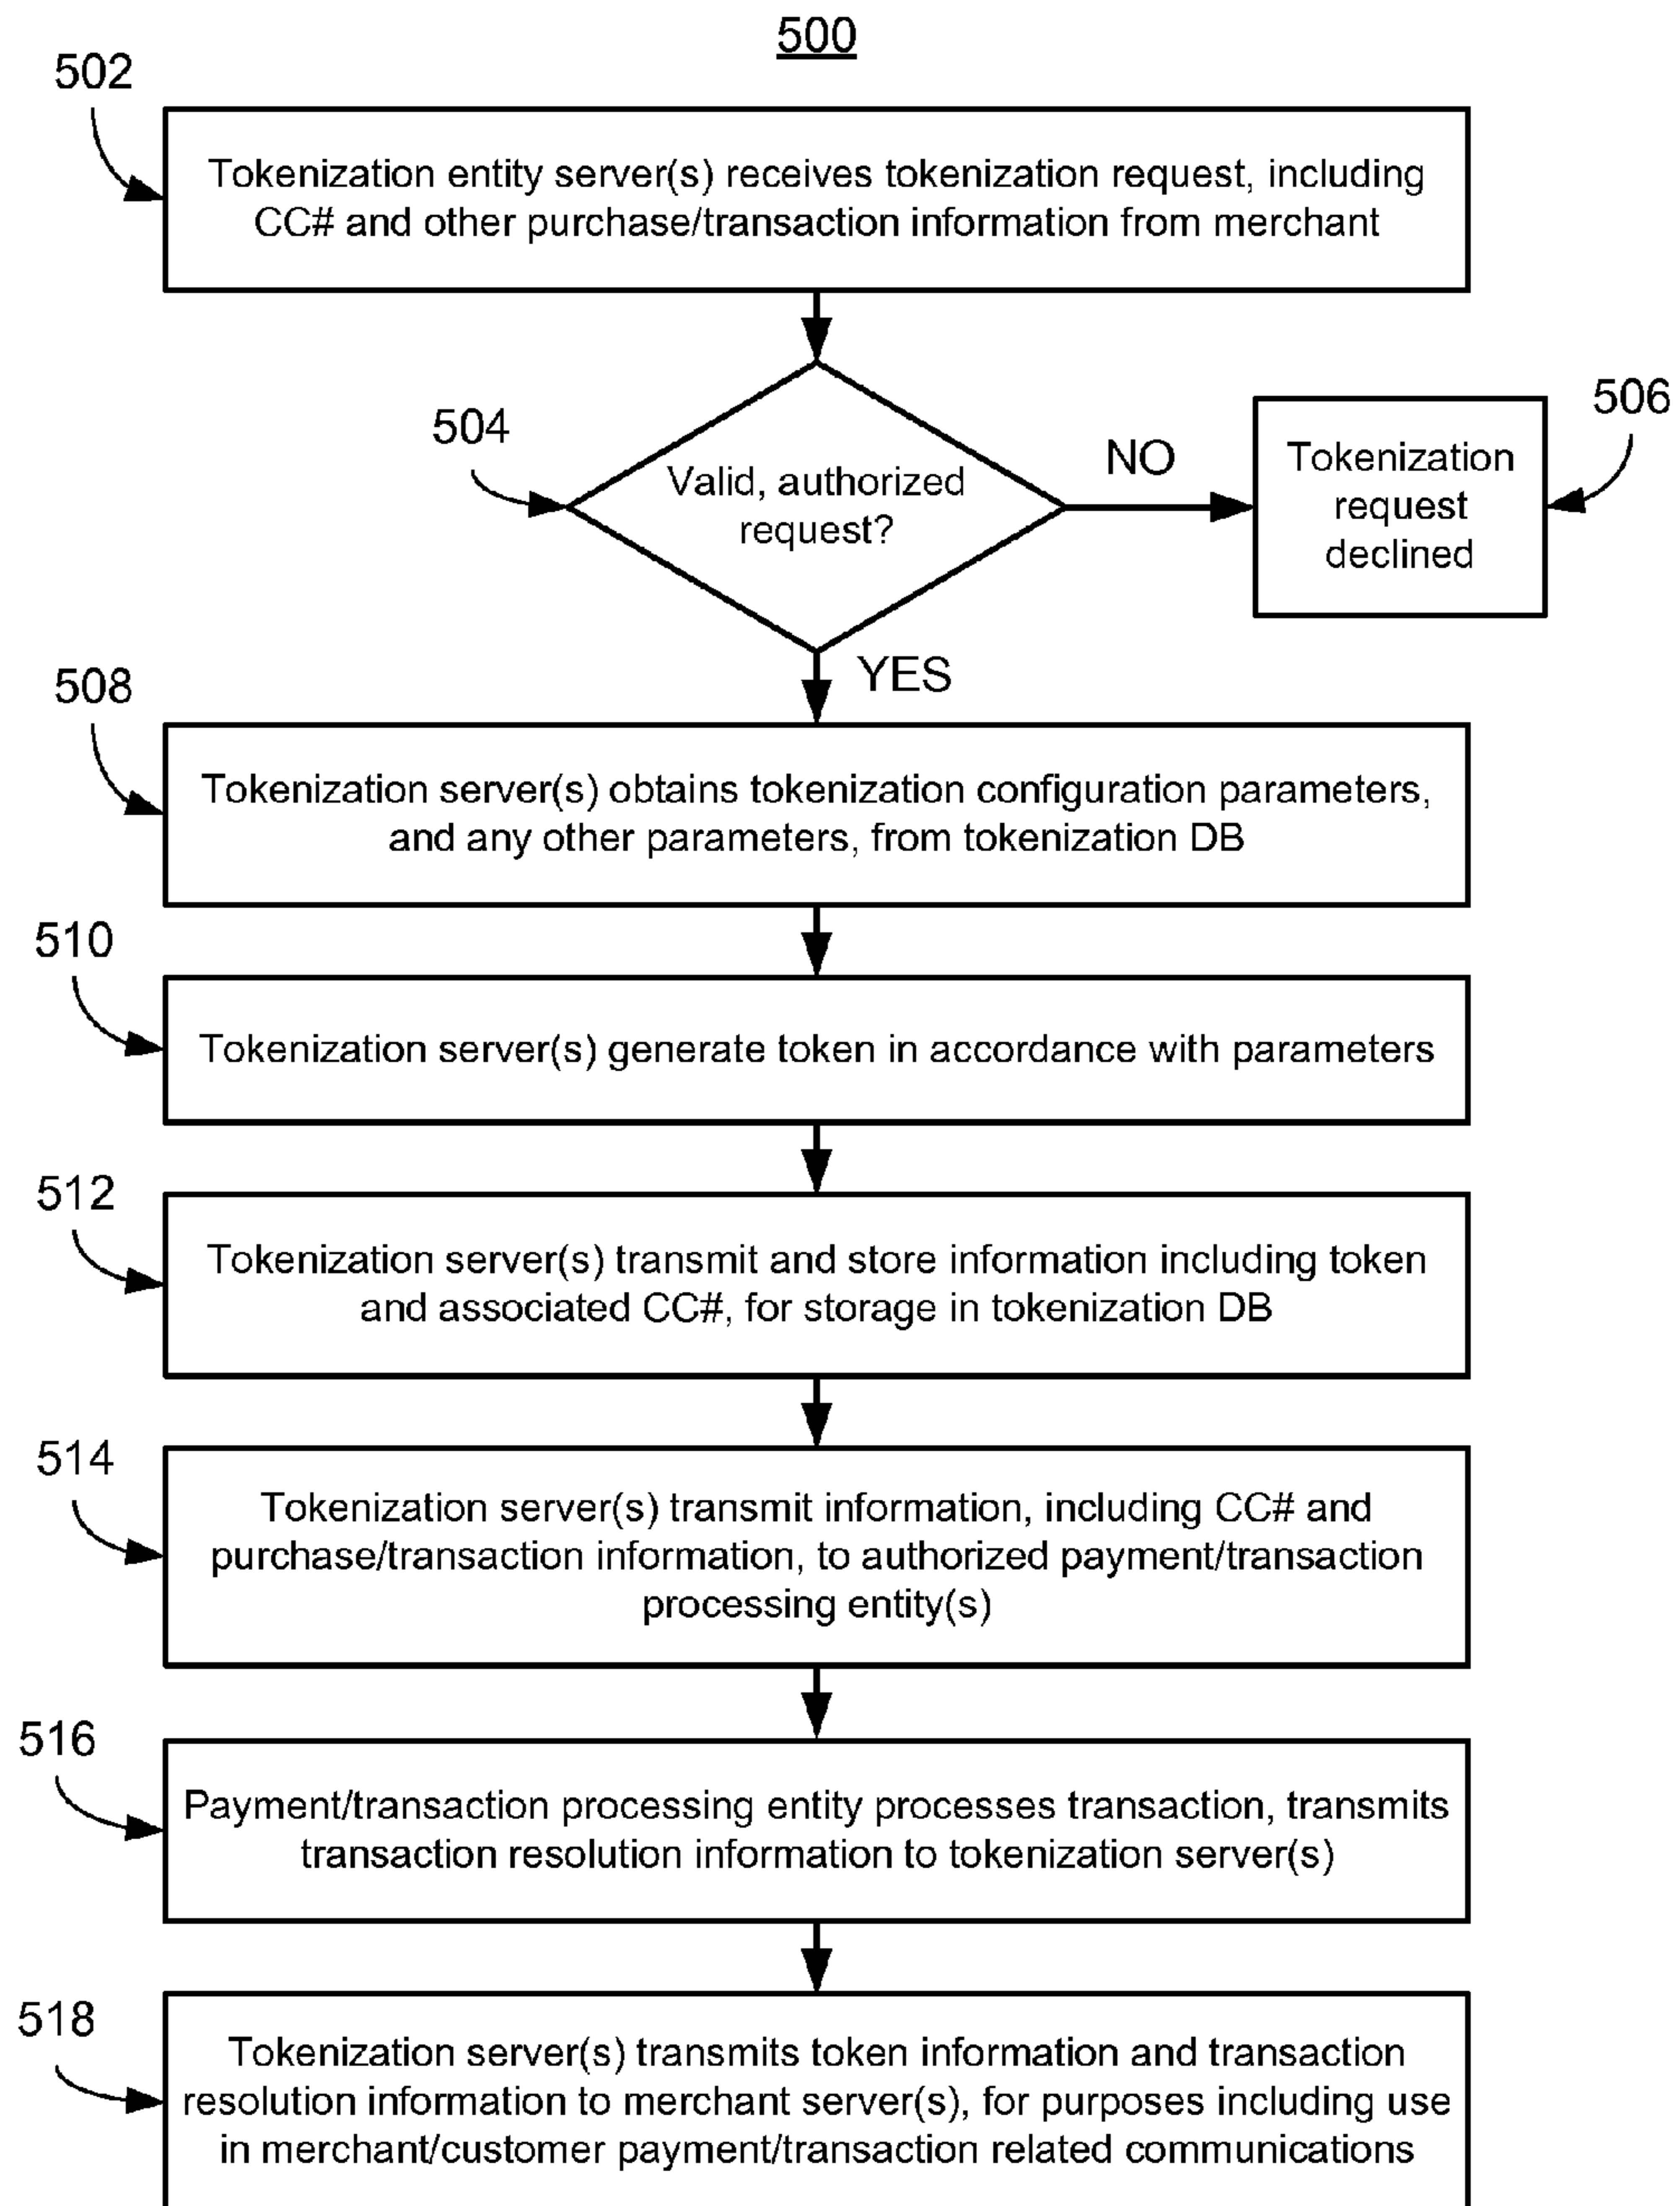 500
502
Tokenization entity server(s) receives tokenization request, including
CC# and other purchase/transaction information from merchant
504
Valid, authorized
request?
NO
506
Tokenization
request
declined
YES
508
Tokenization server(s) obtains tokenization configuration parameters,
and any other parameters, from tokenization DB
510
Tokenization server(s) generate token in accordance with parameters
512
Tokenization server(s) transmit and store information including token
and associated CC#, for storage in tokenization DB
514
Tokenization server(s) transmit information, including CC# and
purchase/transaction information, to authorized payment/transaction
processing entity(s)
516
Payment/transaction processing entity processes transaction, transmits
transaction resolution information to tokenization server(s)
518
Tokenization server(s) transmits token information and transaction
resolution information to merchant server(s), for purposes including use
in merchant/customer payment/transaction related communications